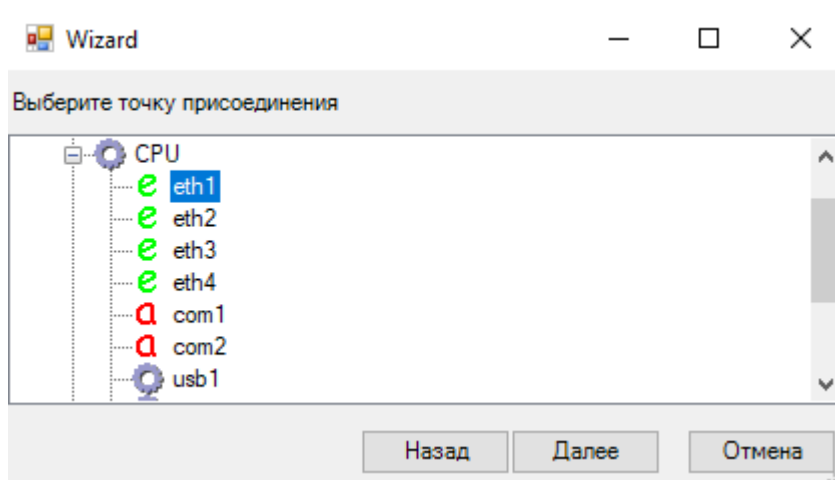 Wizard
Выберите точку присоединения
CPU
eth1
eth2
eth3
eth4
com1
com2
usb1
Назад Далее Отмена